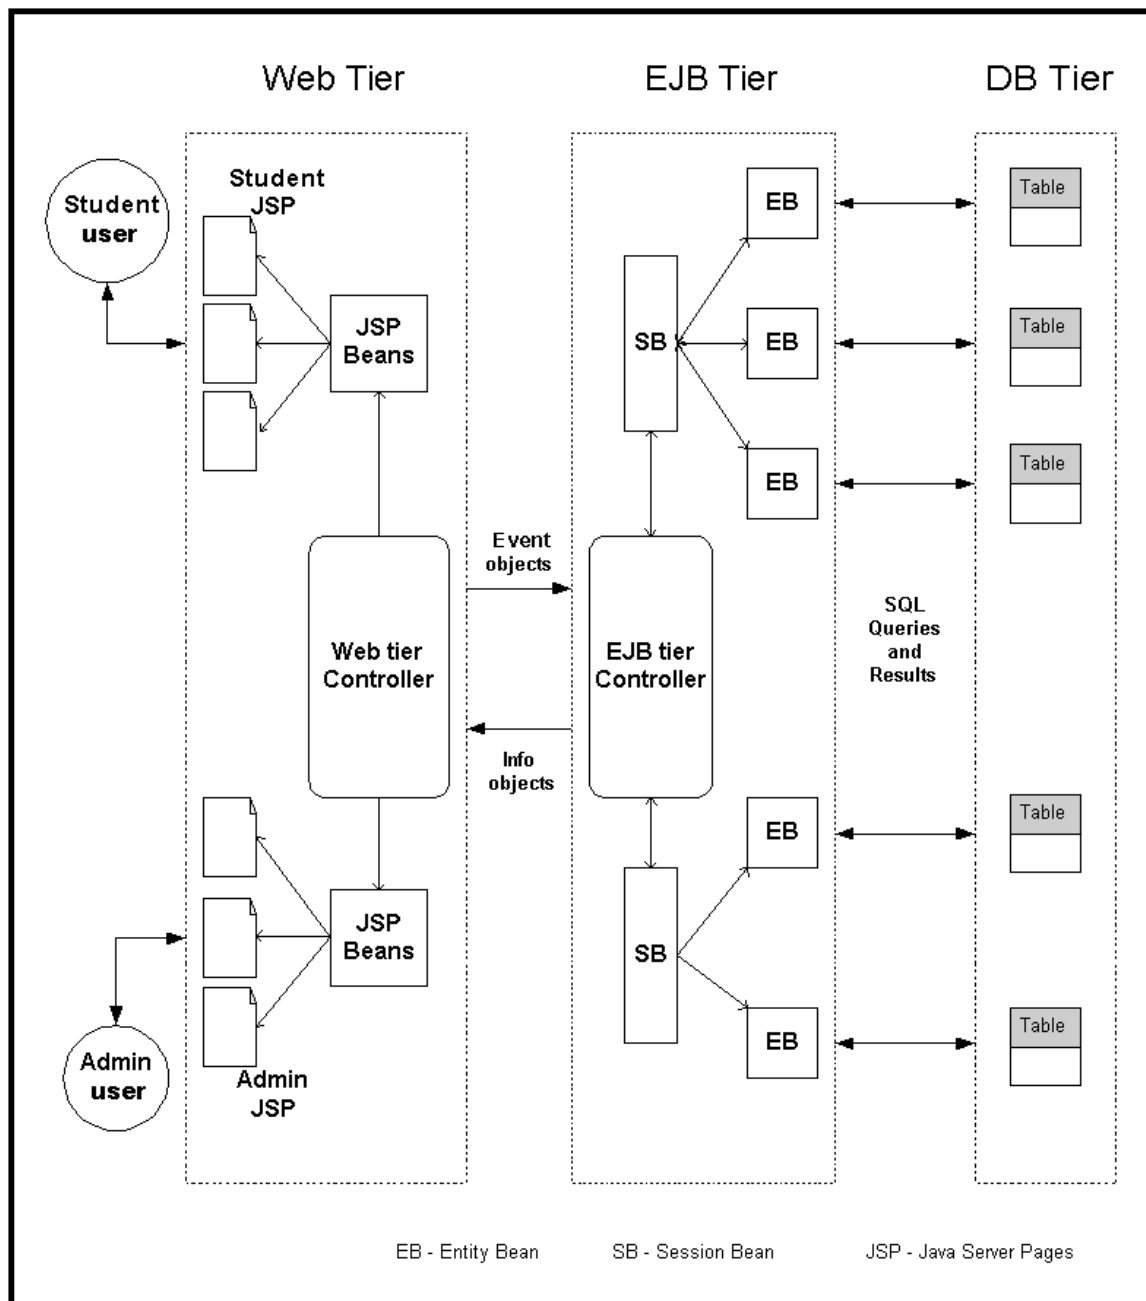 Web Tier
EJB Tier
DB Tier
Student
user
Student
JSP
JSP
Beans
Web tier
Controller
JSP
Beans
Admin
JSP
Admin
user
Event
objects
Info
objects
EB
SB
EB
EB
EJB tier
Controller
EB
SB
EB
SQL
Queries
and
Results
Table
Table
Table
Table
Table
EB - Entity Bean
SB - Session Bean
JSP - Java Server Pages